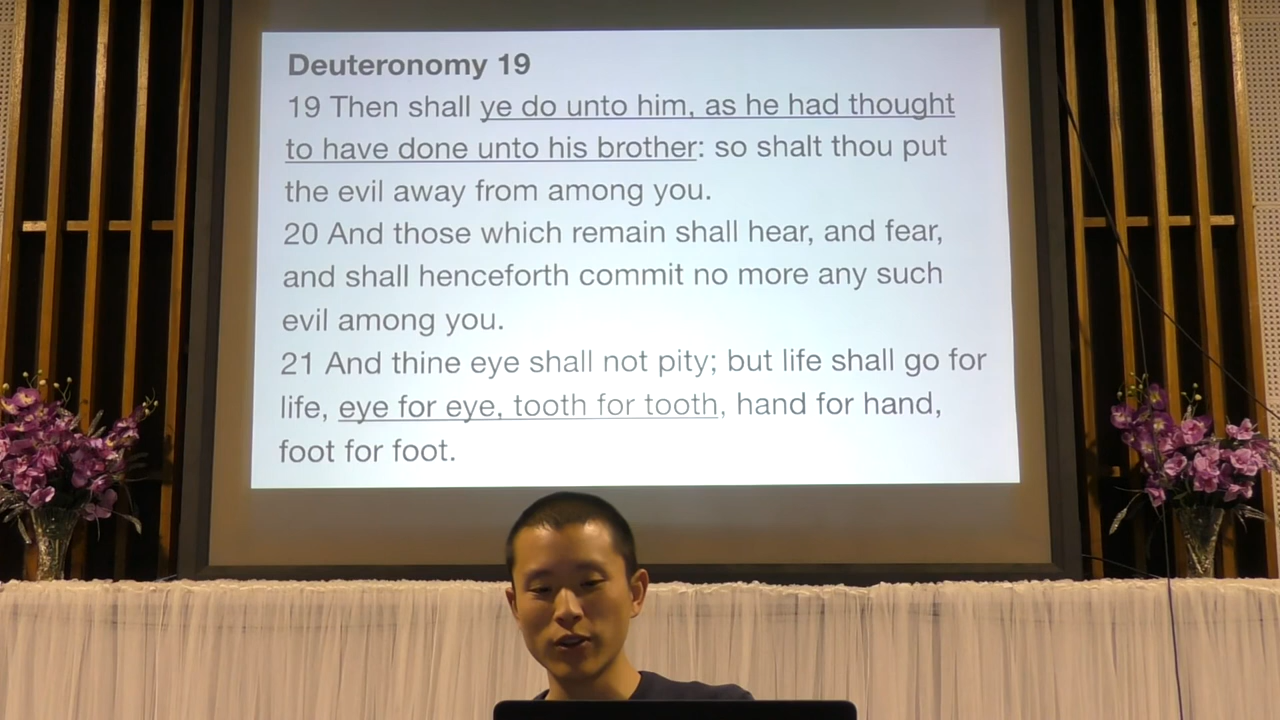 Deuteronomy 19
19 Then shall ye do unto him, as he had thought
to have done unto his brother: so shalt thou put
the evil away from among you.
20 And those which remain shall hear, and fear,
and shall henceforth commit no more any such
evil among you.
21 And thine eye shall not pity; but life shall go for
life, eye for eye, tooth for tooth, hand for hand,
foot for foot.